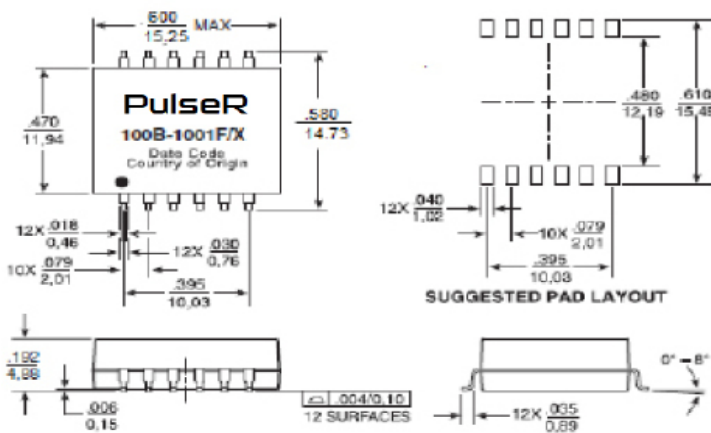 .600
15,25 MAX
.470
11,94
PulseR
100B-1001F/X
Date Code
Country of Origin
.580
14.73
12X .018
0,46
12X .030
0,76
10X .079
2,01
.395
10,03
.480
12,19
.610
15,49
12X .040
1,02
10X .079
2,01
.395
10,03
SUGGESTED PAD LAYOUT
.192
4,88
.006
0,15
.004/0,10
12 SURFACES
12X .035
0,89
0° – 8°